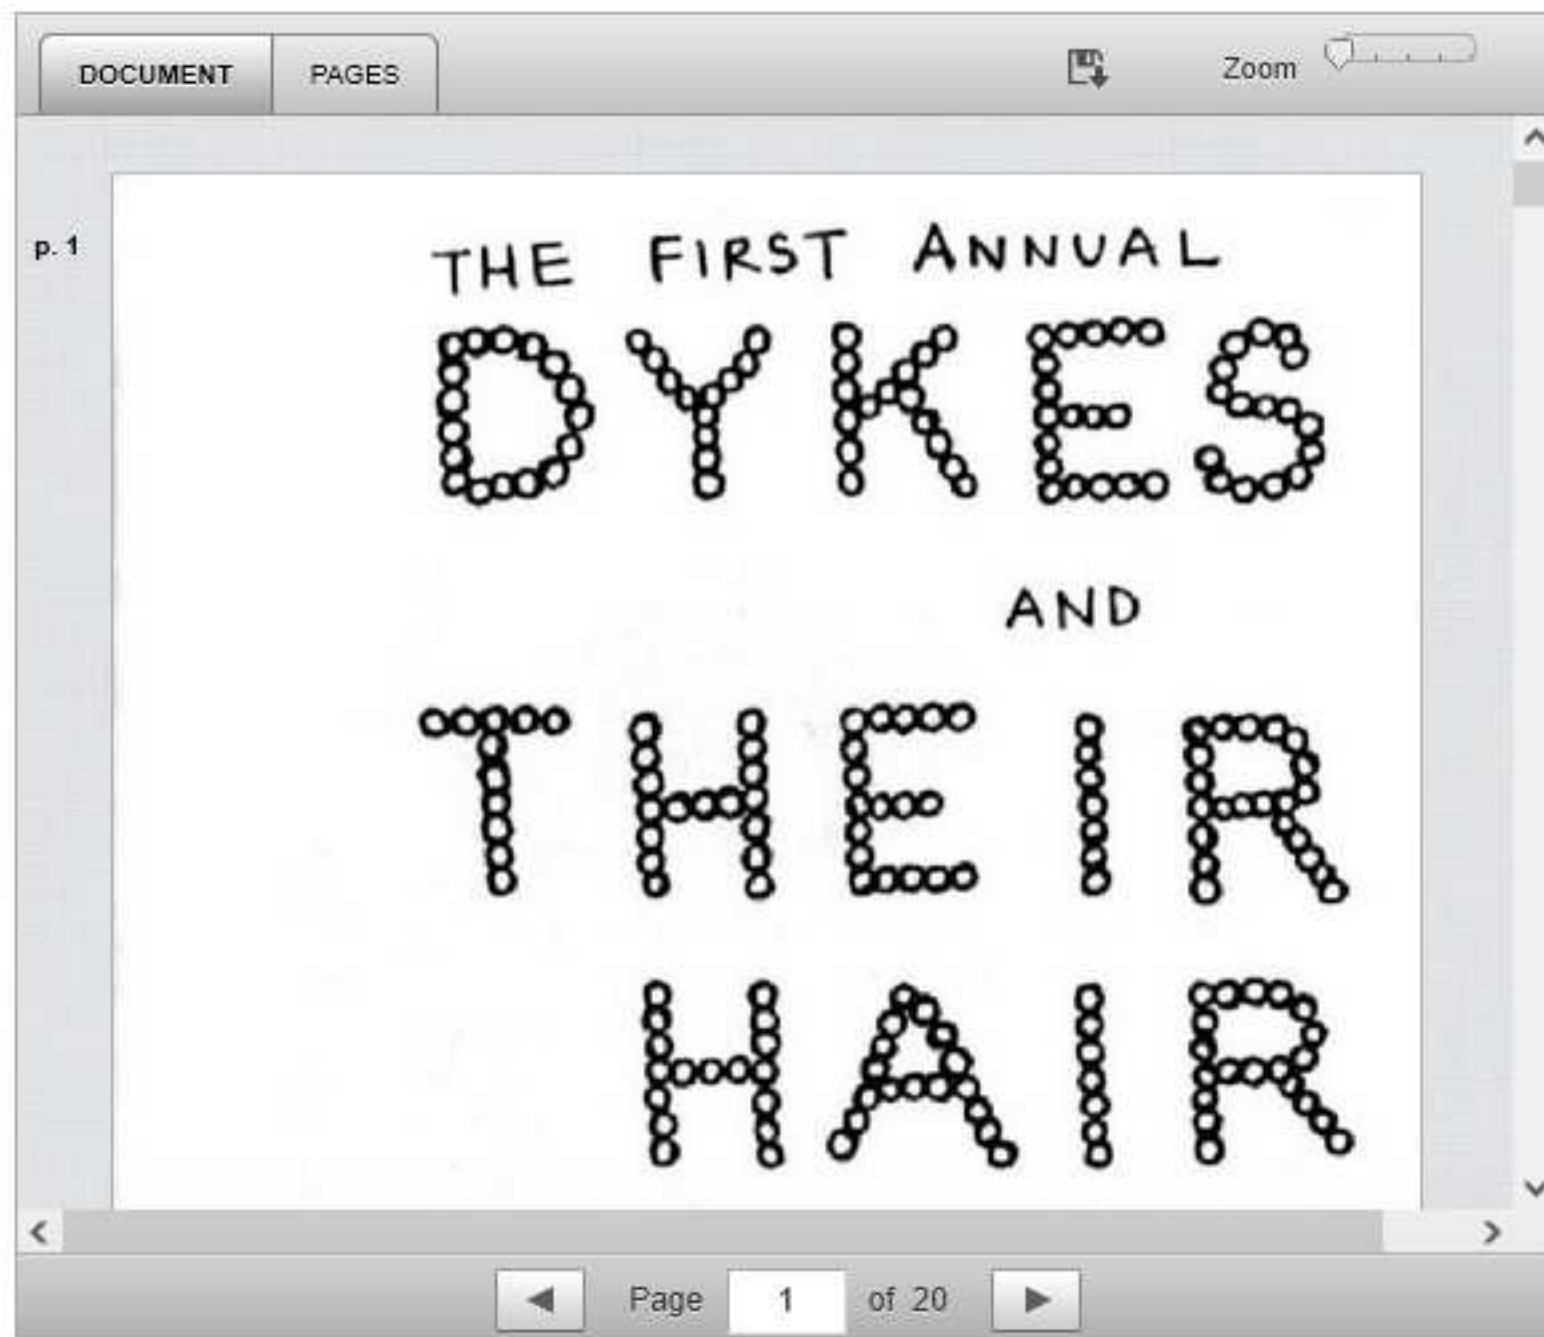 DOCUMENT PAGES Zoom
p. 1
THE FIRST ANNUAL
DYKES
AND
THEIR
HAIR
Page 1 of 20